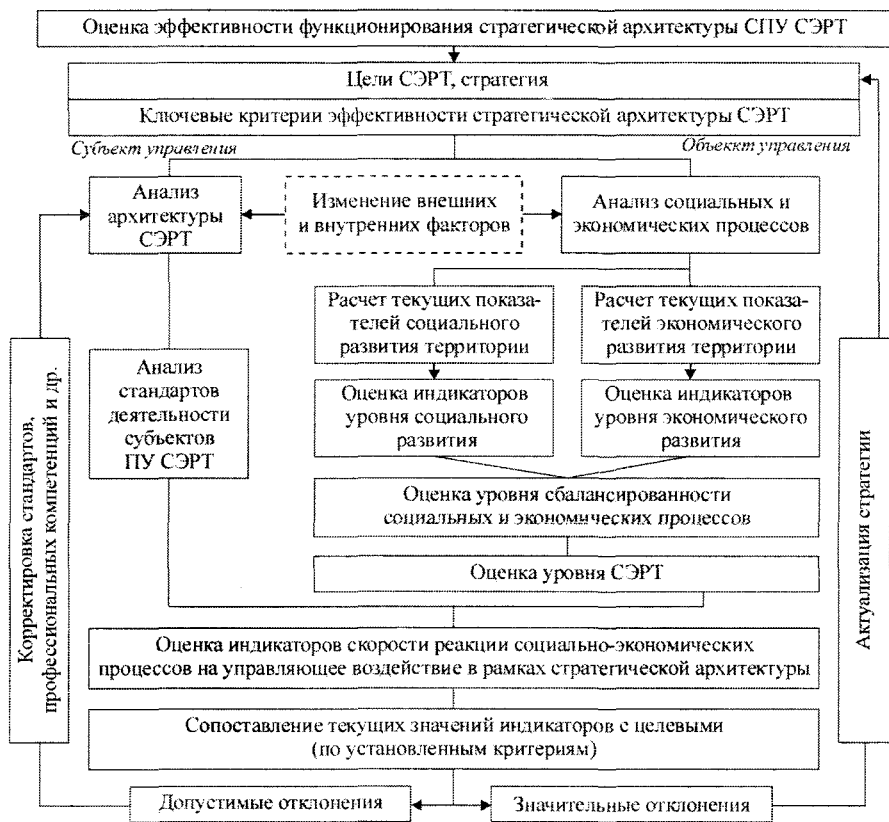 Оценка эффективности функционирования стратегической архитектуры СПУ СЭРТ
Цели СЭРТ, стратегия
Ключевые критерии эффективности стратегической архитектуры СЭРТ
Субъект управления
Объеккт управления
Анализ
архитектуры
СЭРТ
Изменение внешних
и внутренних факторов
Анализ социальных и
экономических процессов
Расчет текущих показа-
телей социального
развития территории
Расчет текущих показа-
телей экономического
развития территории
Анализ
стандартов
деятельности
субъектов
ПУ СЭРТ
Оценка индикаторов
уровня социального
развития
Оценка индикаторов
уровня экономического
развития
Оценка уровня сбалансированности
социальных и экономических процессов
Оценка уровня СЭРТ
Корректировка стандартов,
профессиональных компетенций и др.
Актуализация стратегии
Оценка индикаторов скорости реакции социально-экономических
процессов на управляющее воздействие в рамках стратегической архитектуры
Сопоставление текущих значений индикаторов с целевыми
(по установленным критериям)
Допустимые отклонения
Значительные отклонения